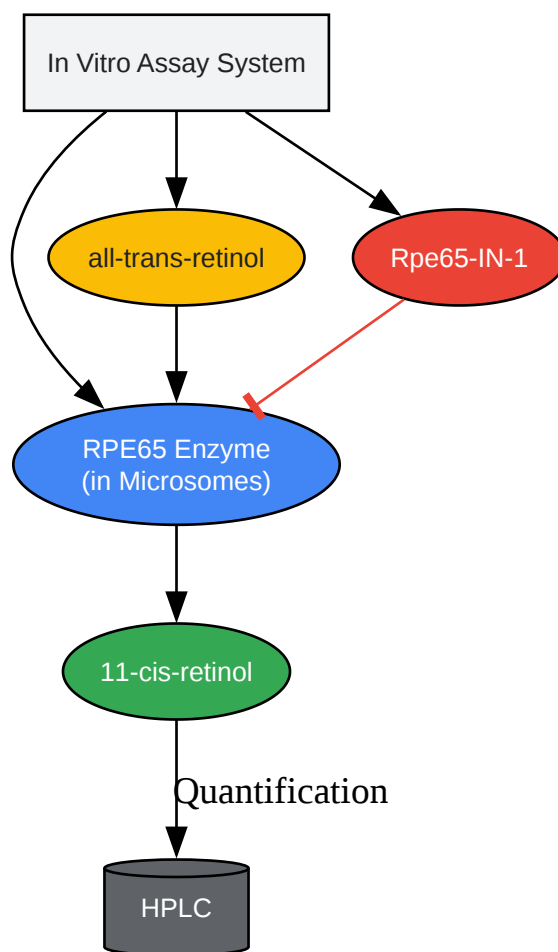 In Vitro Assay System
all-trans-retinol
Rpe65-IN-1
RPE65 Enzyme
(in Microsomes)
11-cis-retinol
Quantification
HPLC